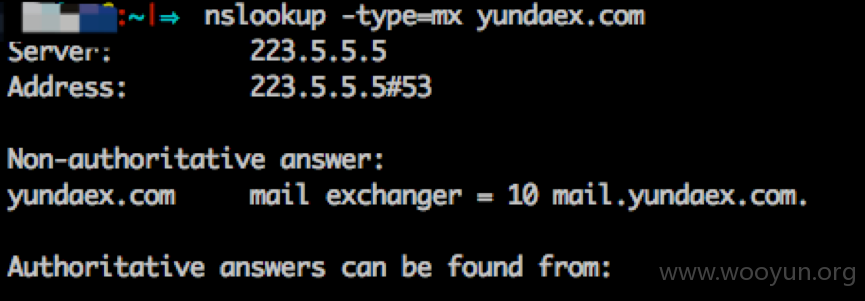 :~|⇒ nslookup -type=mx yundaex.com
Server: 223.5.5.5
Address: 223.5.5.5#53
Non-authoritative answer:
yundaex.com mail exchanger = 10 mail.yundaex.com.
Authoritative answers can be found from:
www.wooyun.org